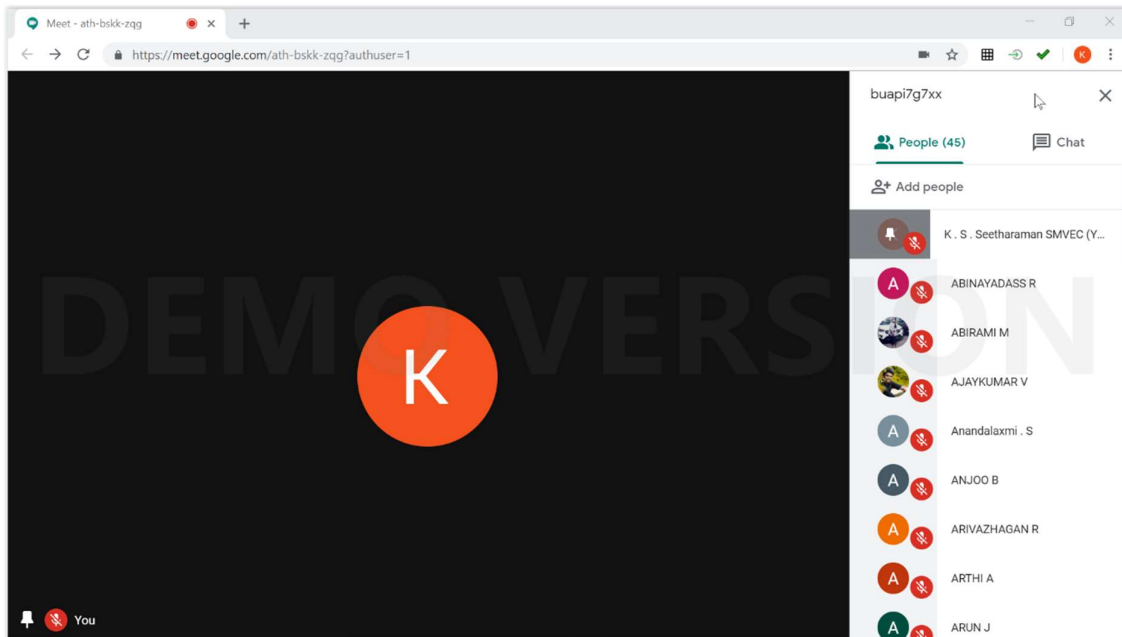 Meet - ath-bskk-zqg
https://meet.google.com/ath-bskk-zqg?authuser=1
K
buapi7g7xx
People (45)
Chat
Add people
K . S . Seetharaman SMVEC (Y...
A
ABINAYADASS R
ABIRAMI M
AJAYKUMAR V
A
Anandalaxmi . S
A
ANJOO B
A
ARIVAZHAGAN R
A
ARTHI A
A
ARUN J
DEMO VERSION
K
You